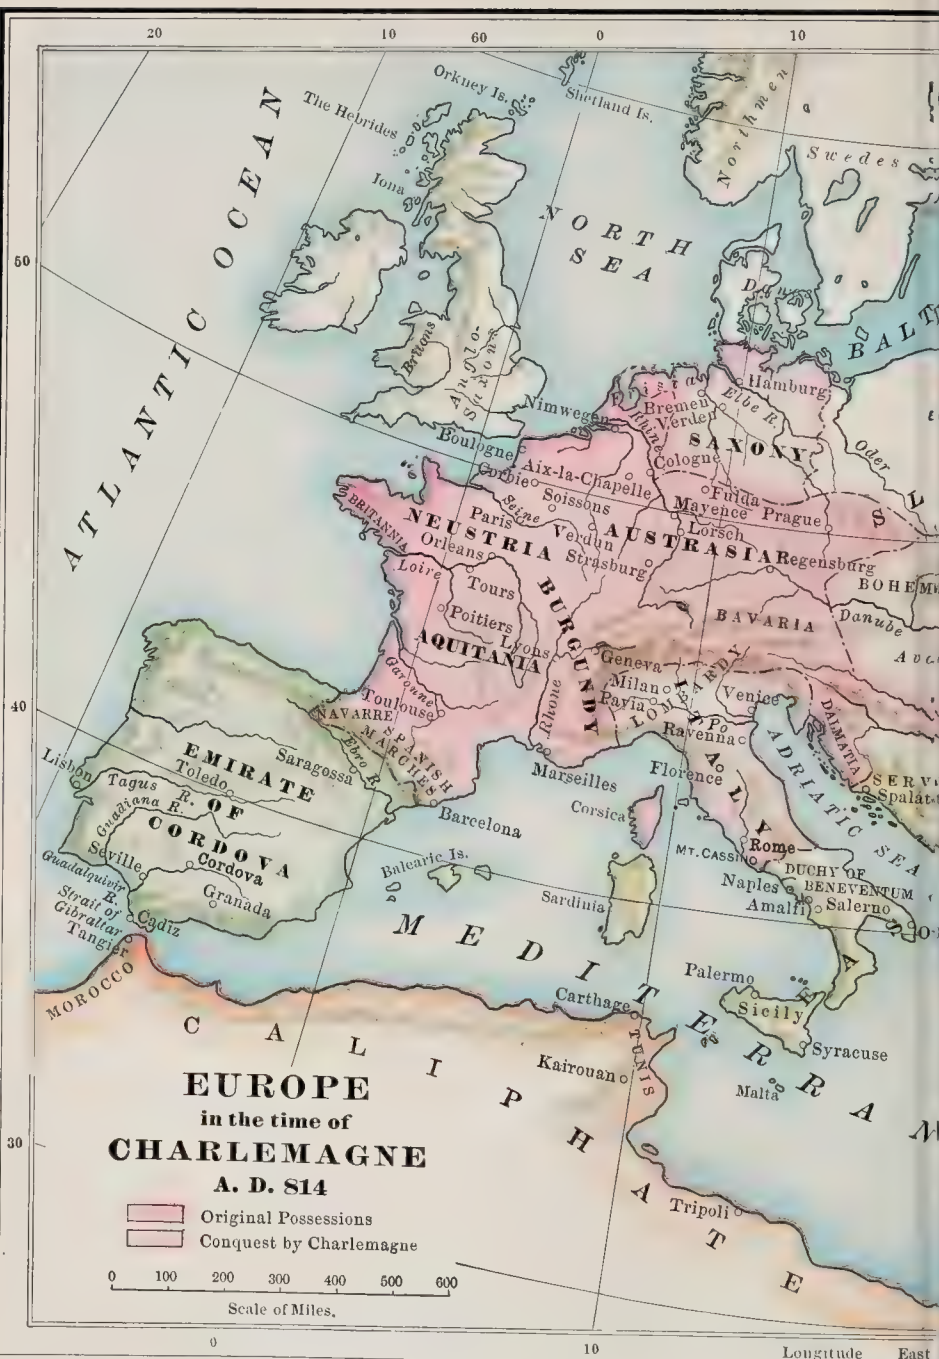 20
10
60
0
10
Orkney Is.
Shetland Is.
The Hebrides
Iona
Northmen
Swedes
ATLANTIC OCEAN
NORTH
SEA
50
BALT
Britons
Anglo-
Saxons
Hamburg
Bremen
Elbe R.
Verden
Nimwegen
Rhine
SAXONY
Boulogne
Cologne
Oder
Corbie
Aix-la-Chapelle
Fulda
Soissons
Mayence
Prague
Seine
BRITANNIA
NEUSTRIA
Paris
Verdun
AUSTRASIA
Lorsch
Orleans
Strasburg
Regensburg
SL
Loire
Tours
BOHEM
BURGUNDY
Poitiers
BAVARIA
Danube
Lyons
AQUITANIA
Geneva
Garonne
Milan
LOMBARDY
Venice
Pavia
Toulouse
Rhone
Po
DALMATIA
40
NAVARRE
Ravenna
SPANISH
MARCHES
ITALY
Lisbon
EMIRATE
Saragossa
Ebro R.
Florence
ADRIATIC SEA
SERV
Toledo
Marseilles
Spalat
Tagus R.
OF
Corsica
Guadiana R.
CORDOVA
Barcelona
Rome
Seville
Cordova
MT. CASSINO
Balearic Is.
DUCHY OF
BENEVENTUM
Guadalquivir
R.
Granada
Naples
Strait of
Gibraltar
Cadiz
Sardinia
Amalfi
Salerno
Tangier
MEDITERRAN
MOROCCO
Palermo
Carthage
Sicily
CALIPHATE
Syracuse
TUNIS
Kairouan
Malta
EUROPE
in the time of
CHARLEMAGNE
A. D. 814
30
Original Possessions
Tripoli
Conquest by Charlemagne
0 100 200 300 400 500 600
Scale of Miles.
0
10
Longitude East